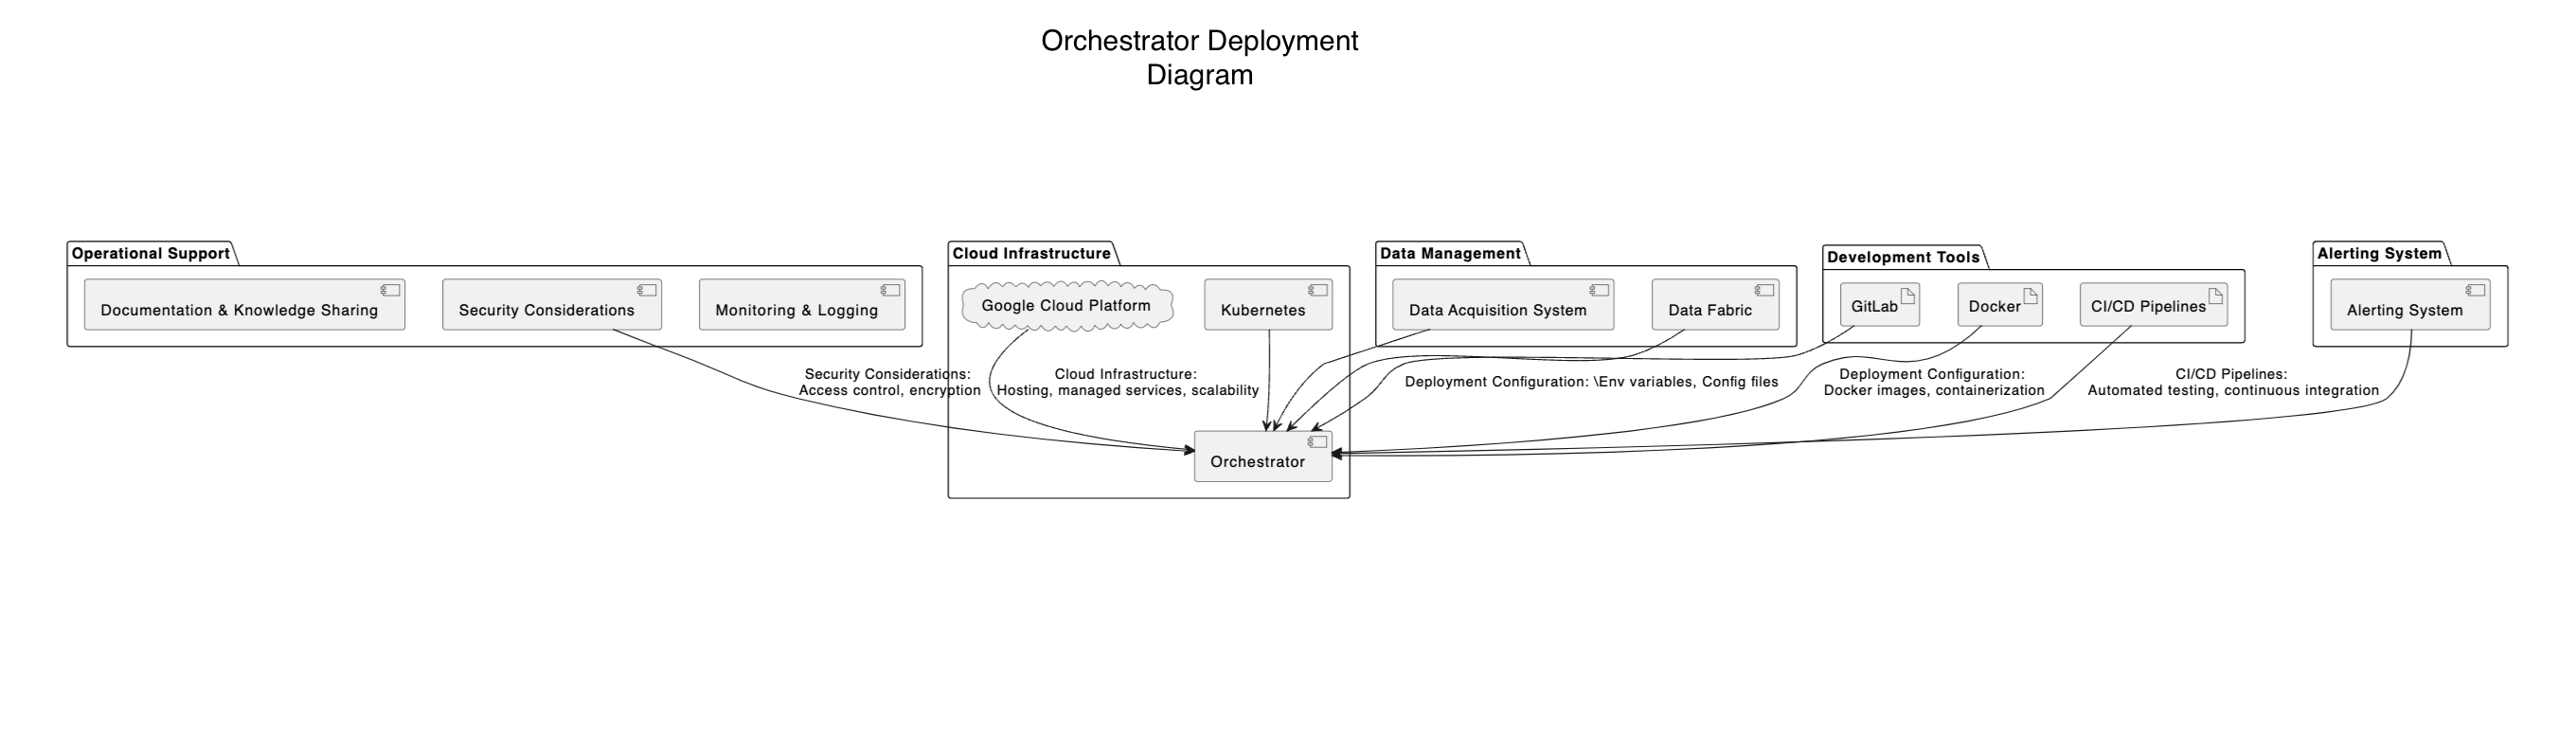 Orchestrator Deployment
Diagram
Operational Support
Documentation & Knowledge Sharing
Security Considerations
Monitoring & Logging
Cloud Infrastructure
Google Cloud Platform
Kubernetes
Data Management
Data Acquisition System
Data Fabric
Development Tools
GitLab
Docker
CI/CD Pipelines
Alerting System
Alerting System
Security Considerations:
Access control, encryption
Cloud Infrastructure:
Hosting, managed services, scalability
Deployment Configuration: \Env variables, Config files
Deployment Configuration:
Docker images, containerization
CI/CD Pipelines:
Automated testing, continuous integration
Orchestrator